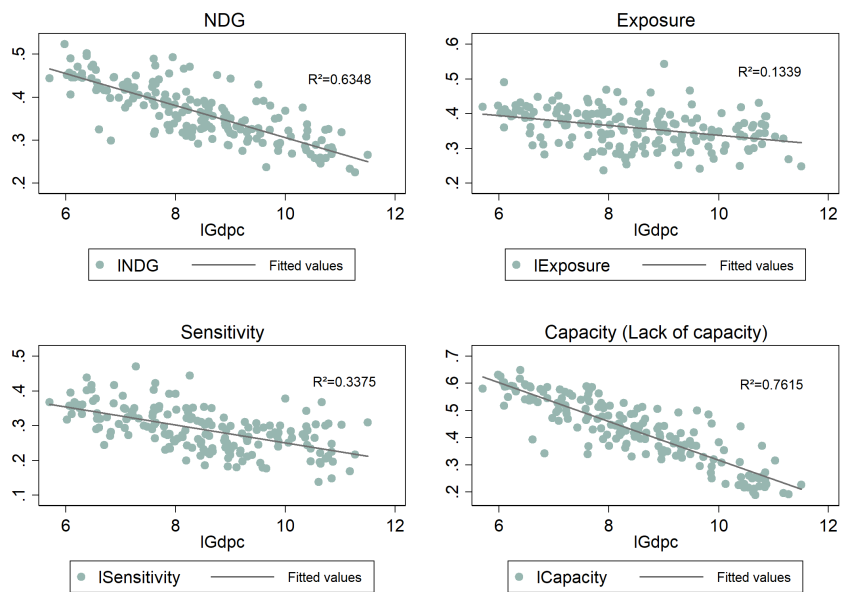 NDG
R²=0.6348
.5
.4
.3
.2
6 8 10 12
lGdpc
lNDG Fitted values
Exposure
R²=0.1339
.6
.5
.4
.3
.2
6 8 10 12
lGdpc
lExposure Fitted values
Sensitivity
R²=0.3375
.5
.4
.3
.2
.1
6 8 10 12
lGdpc
lSensitivity Fitted values
Capacity (Lack of capacity)
R²=0.7615
.7
.6
.5
.4
.3
.2
6 8 10 12
lGdpc
lCapacity Fitted values